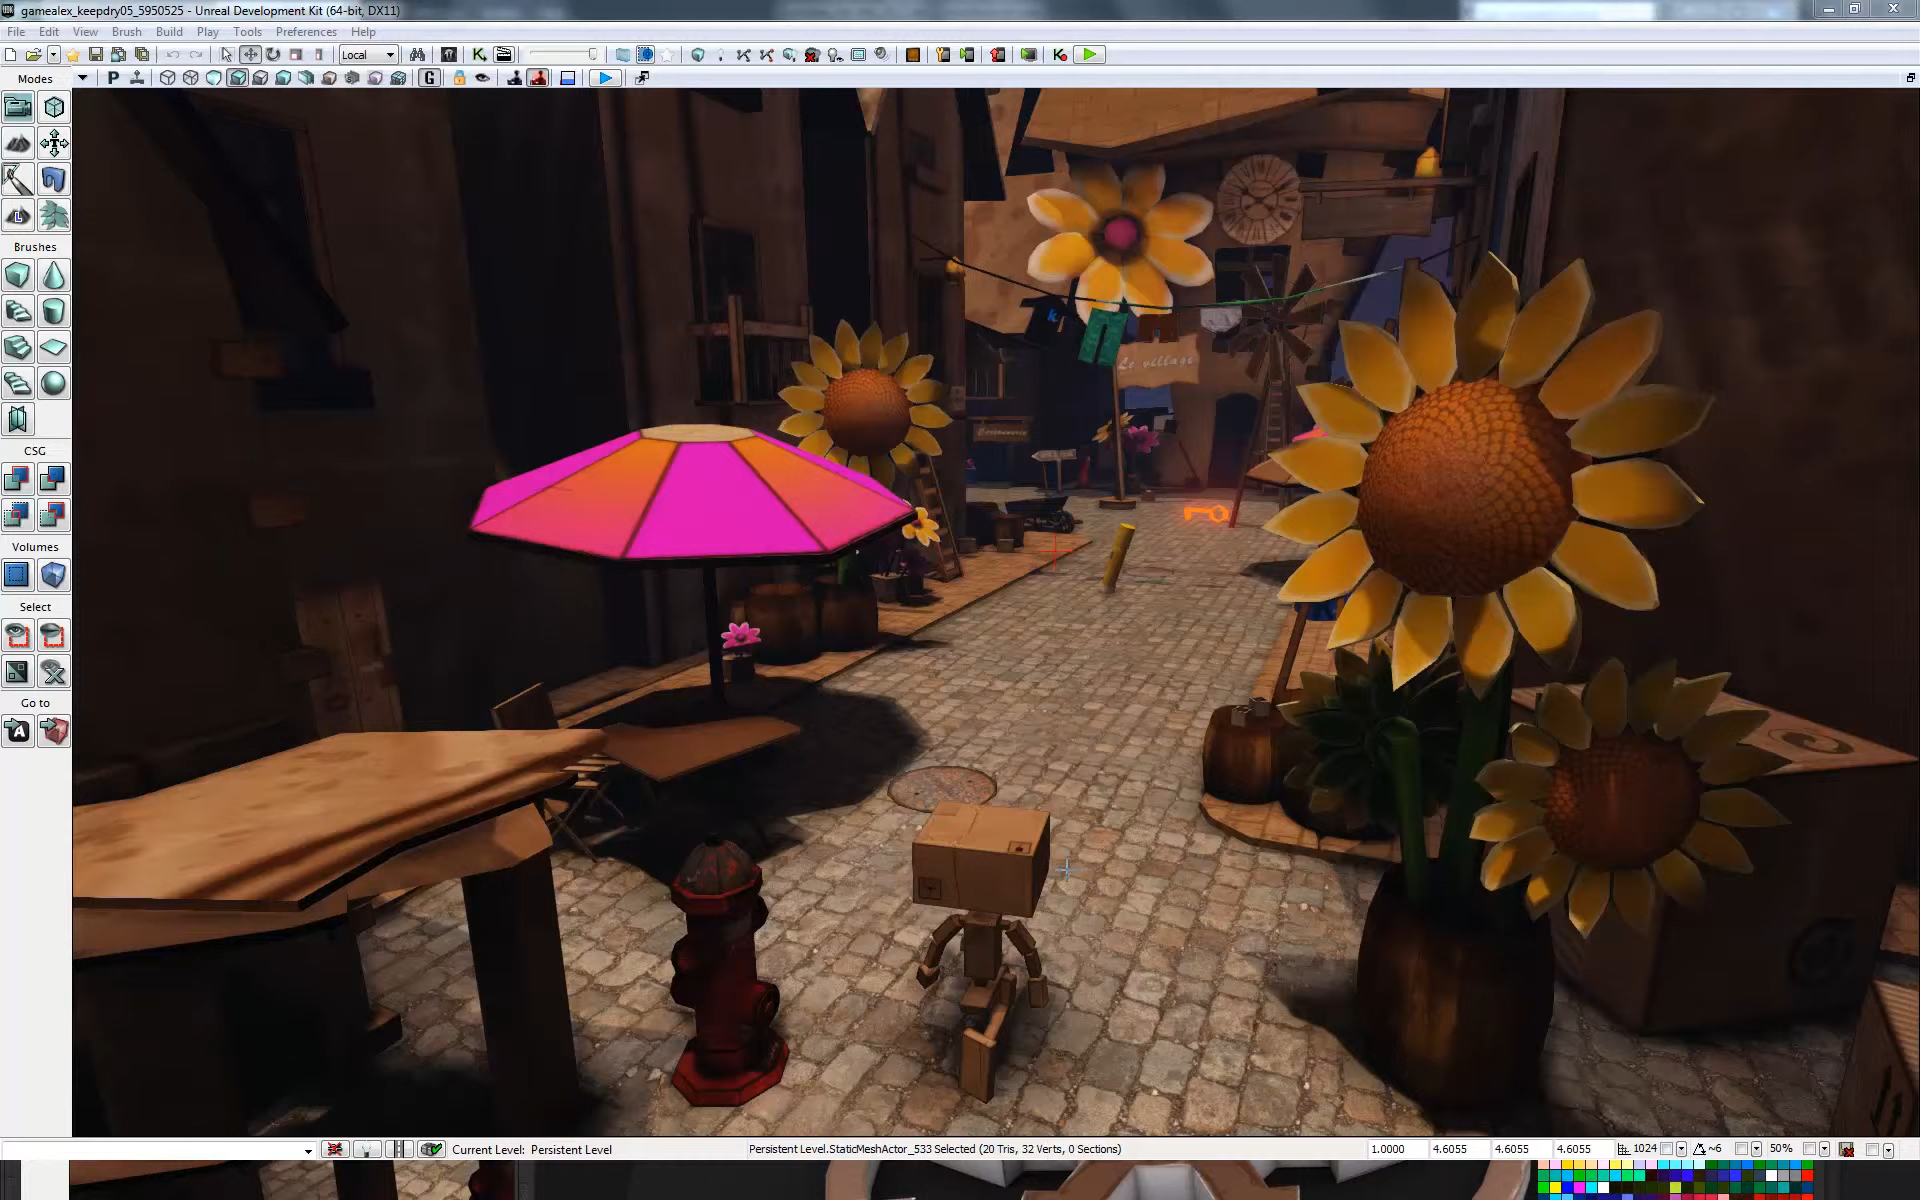 gamealex_keepdry05_5950525 - Unreal Development Kit (64-bit, DX11)
File Edit View Brush Build Play Tools Preferences Help
Local
Modes
P
G
L
Brushes
CSG
Volumes
Select
Go to
A
Le village
k
Current Level: Persistent Level
Persistent Level.StaticMeshActor_533 Selected (20 Tris, 32 Verts, 0 Sections)
1.0000 4.6055 4.6055 4.6055 1024 ~6 50%